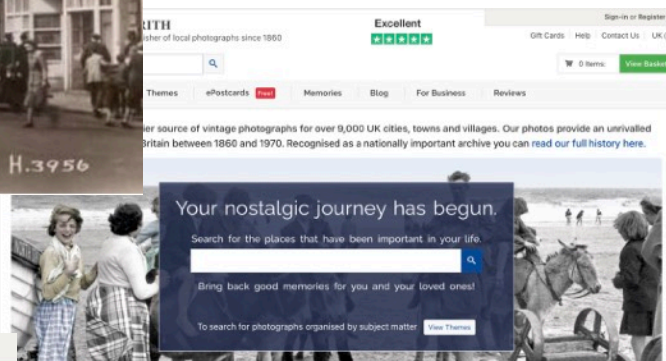 RITH
isher of local photographs since 1860
Excellent
Sign-in or Register
Gift Cards Help Contact Us UK
0 Items: View Basket
Themes ePostcards Free! Memories Blog For Business Reviews
ier source of vintage photographs for over 9,000 UK cities, towns and villages. Our photos provide an unrivalled
Britain between 1860 and 1970. Recognised as a nationally important archive you can read our full history here.
H.3956
Your nostalgic journey has begun.
Search for the places that have been important in your life.
Bring back good memories for you and your loved ones!
To search for photographs organised by subject matter View Themes